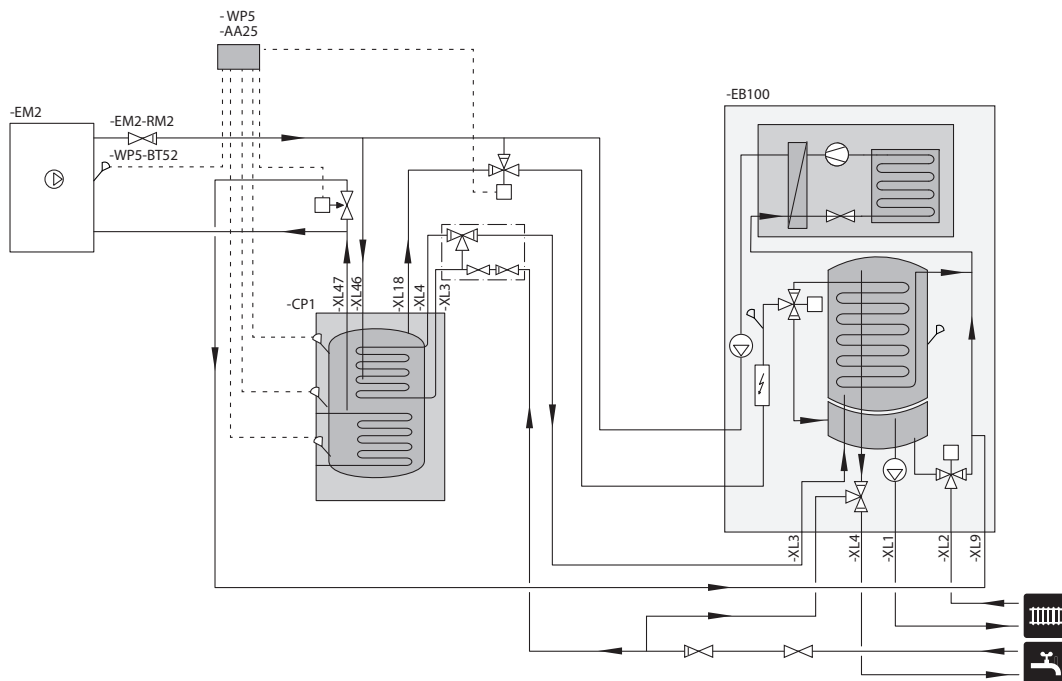 - WP5
-AA25
-EM2
-EM2-RM2
-WP5-BT52
-EB100
-XL47
-XL46
-XL18
-XL4
-XL3
-CP1
-XL3
-XL4
-XL1
-XL2
-XL9